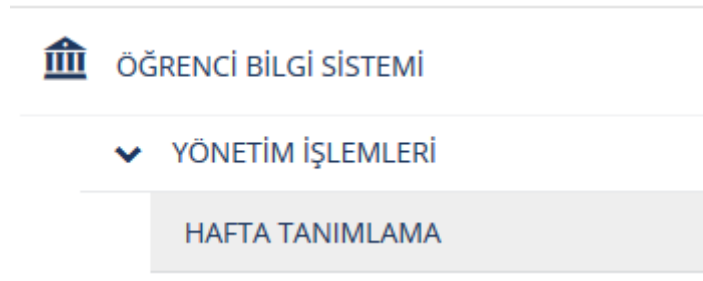 ÖĞRENCİ BİLGİ SİSTEMİ
YÖNETİM İŞLEMLERİ
HAFTA TANIMLAMA